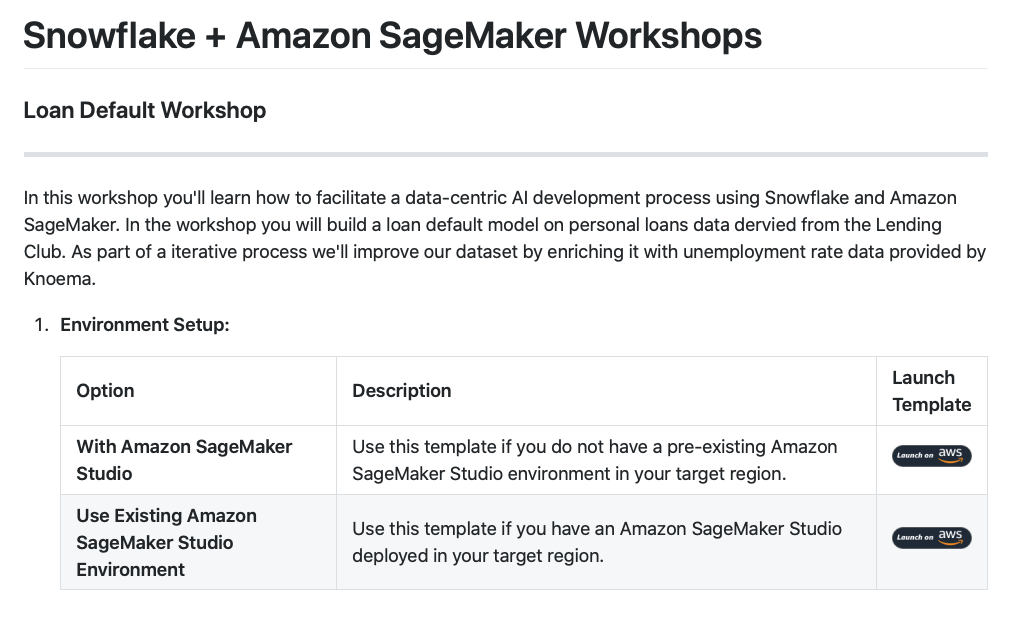 Snowflake + Amazon SageMaker Workshops
Loan Default Workshop
In this workshop you'll learn how to facilitate a data-centric AI development process using Snowflake and Amazon
SageMaker. In the workshop you will build a loan default model on personal loans data dervied from the Lending
Club. As part of a iterative process we'll improve our dataset by enriching it with unemployment rate data provided by
Knoema.
1. Environment Setup:
Option
Description
Launch
Template
With Amazon SageMaker
Studio
Use this template if you do not have a pre-existing Amazon
SageMaker Studio environment in your target region.
Launch on aws
Use Existing Amazon
SageMaker Studio
Environment
Use this template if you have an Amazon SageMaker Studio
deployed in your target region.
Launch on aws